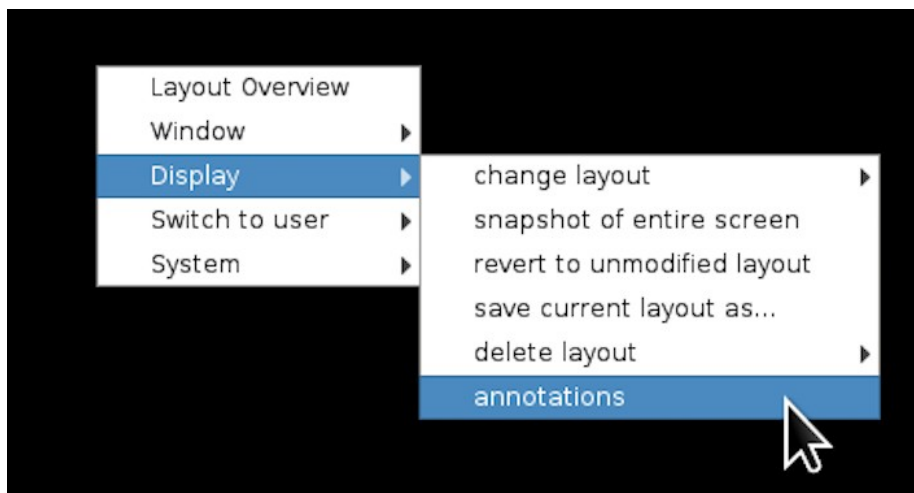 Layout Overview
Window
Display
Switch to user
System
change layout
snapshot of entire screen
revert to unmodified layout
save current layout as...
delete layout
annotations